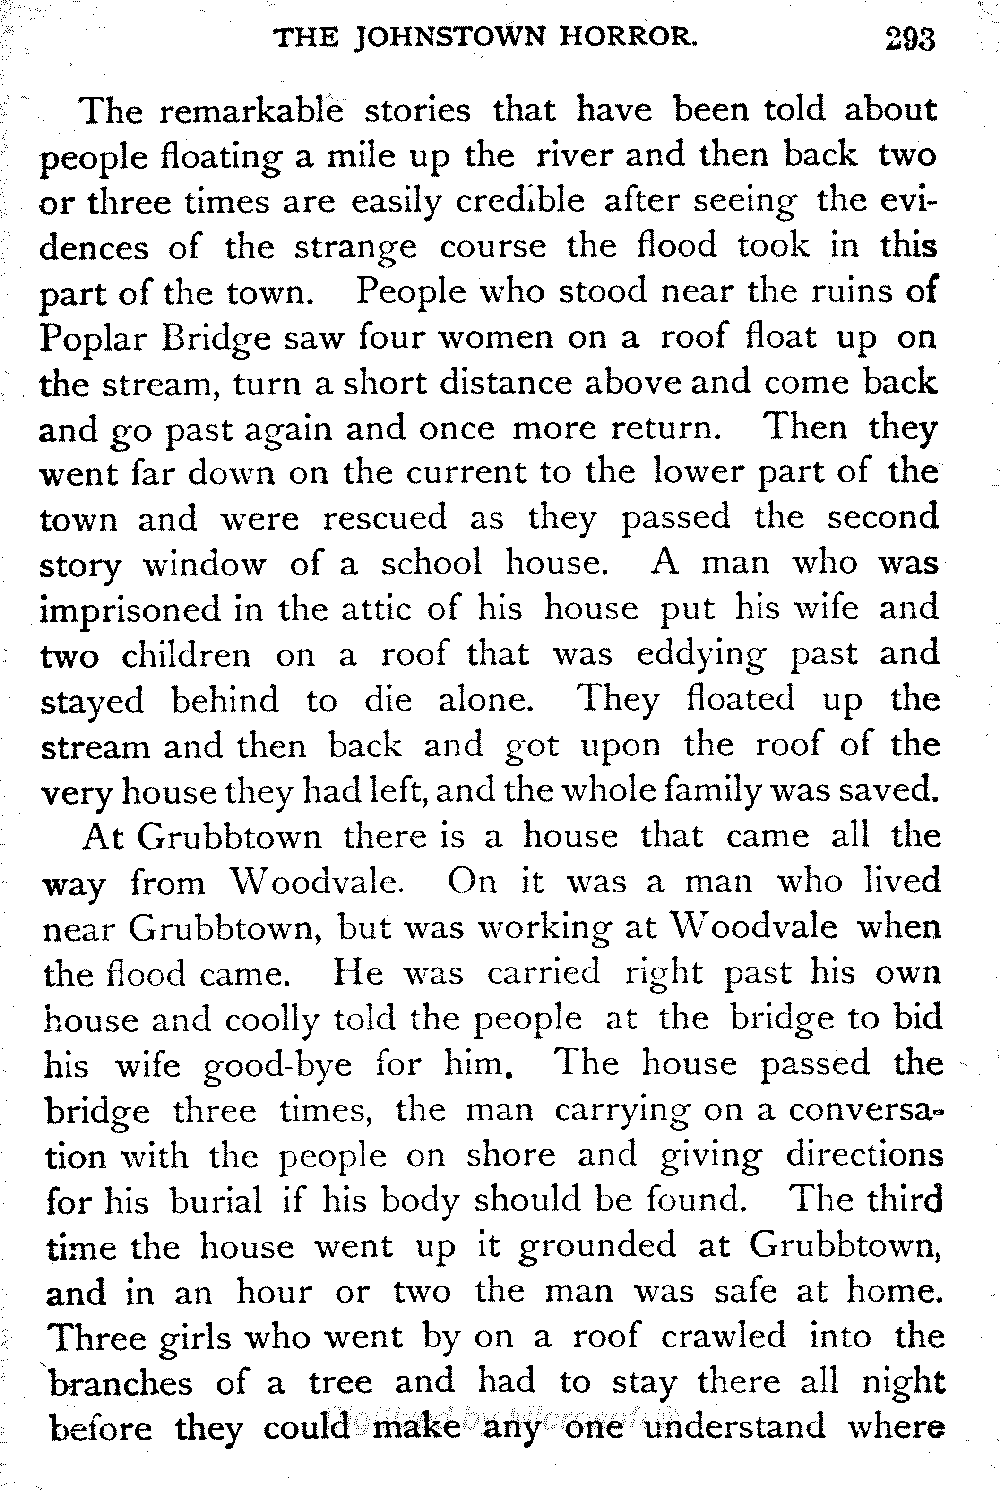 THE JOHNSTOWN HORROR. 293
The remarkable stories that have been told about
people floating a mile up the river and then back two
or three times are easily credible after seeing the evi-
dences of the strange course the flood took in this
part of the town. People who stood near the ruins of
Poplar Bridge saw four women on a roof float up on
the stream, turn a short distance above and come back
and go past again and once more return. Then they
went far down on the current to the lower part of the
town and were rescued as they passed the second
story window of a school house. A man who was
imprisoned in the attic of his house put his wife and
two children on a roof that was eddying past and
stayed behind to die alone. They floated up the
stream and then back and got upon the roof of the
very house they had left, and the whole family was saved.
At Grubbtown there is a house that came all the
way from Woodvale. On it was a man who lived
near Grubbtown, but was working at Woodvale when
the flood came. He was carried right past his own
house and coolly told the people at the bridge to bid
his wife good-bye for him. The house passed the
bridge three times, the man carrying on a conversa-
tion with the people on shore and giving directions
for his burial if his body should be found. The third
time the house went up it grounded at Grubbtown,
and in an hour or two the man was safe at home.
Three girls who went by on a roof crawled into the
branches of a tree and had to stay there all night
before they could make any one understand where